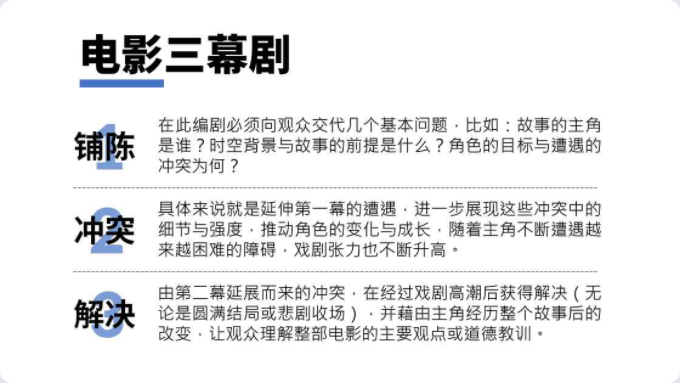 电影三幕剧
1
铺陈
在此编剧必须向观众交代几个基本问题，比如：故事的主角
是谁？时空背景与故事的前提是什么？角色的目标与遭遇的
冲突为何？
2
冲突
具体来说就是延伸第一幕的遭遇，进一步展现这些冲突中的
细节与强度，推动角色的变化与成长，随着主角不断遭遇越
来越困难的障碍，戏剧张力也不断升高。
3
解决
由第二幕延展而来的冲突，在经过戏剧高潮后获得解决（无
论是圆满结局或悲剧收场），并藉由主角经历整个故事后的
改变，让观众理解整部电影的主要观点或道德教训。